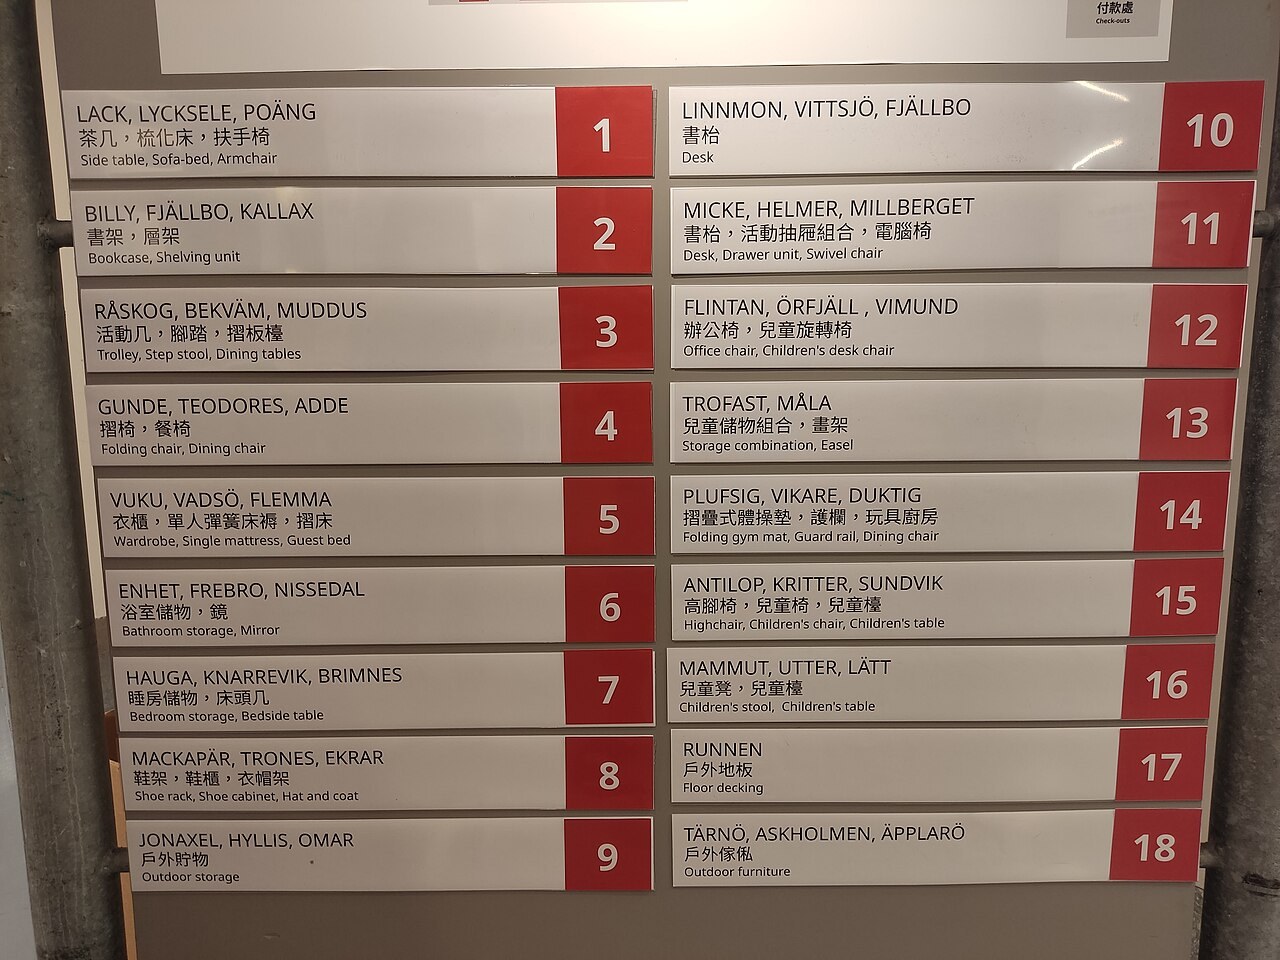 付款處
Check-outs
LACK, LYCKSELE, POÄNG
茶几，梳化床，扶手椅
Side table, Sofa-bed, Armchair
1
BILLY, FJÄLLBO, KALLAX
書架，層架
Bookcase, Shelving unit
2
RÅSKOG, BEKVÄM, MUDDUS
活動几，腳踏，摺板檯
Trolley, Step stool, Dining tables
3
GUNDE, TEODORES, ADDE
摺椅，餐椅
Folding chair, Dining chair
4
VUKU, VADSÖ, FLEMMA
衣櫃，單人彈簧床褥，摺床
Wardrobe, Single mattress, Guest bed
5
ENHET, FREBRO, NISSEDAL
浴室儲物，鏡
Bathroom storage, Mirror
6
HAUGA, KNARREVIK, BRIMNES
睡房儲物，床頭几
Bedroom storage, Bedside table
7
MACKAPÄR, TRONES, EKRAR
鞋架，鞋櫃，衣帽架
Shoe rack, Shoe cabinet, Hat and coat
8
JONAXEL, HYLLIS, OMAR
戶外貯物
Outdoor storage
9
LINNMON, VITTSJÖ, FJÄLLBO
書枱
Desk
10
MICKE, HELMER, MILLBERGET
書枱，活動抽屜組合，電腦椅
Desk, Drawer unit, Swivel chair
11
FLINTAN, ÖRFJÄLL , VIMUND
辦公椅，兒童旋轉椅
Office chair, Children's desk chair
12
TROFAST, MÅLA
兒童儲物組合，畫架
Storage combination, Easel
13
PLUFSIG, VIKARE, DUKTIG
摺疊式體操墊，護欄，玩具廚房
Folding gym mat, Guard rail, Dining chair
14
ANTILOP, KRITTER, SUNDVIK
高腳椅，兒童椅，兒童檯
Highchair, Children's chair, Children's table
15
MAMMUT, UTTER, LÄTT
兒童凳，兒童檯
Children's stool, Children's table
16
RUNNEN
戶外地板
Floor decking
17
TÄRNÖ, ASKHOLMEN, ÄPPLARÖ
戶外傢俬
Outdoor furniture
18